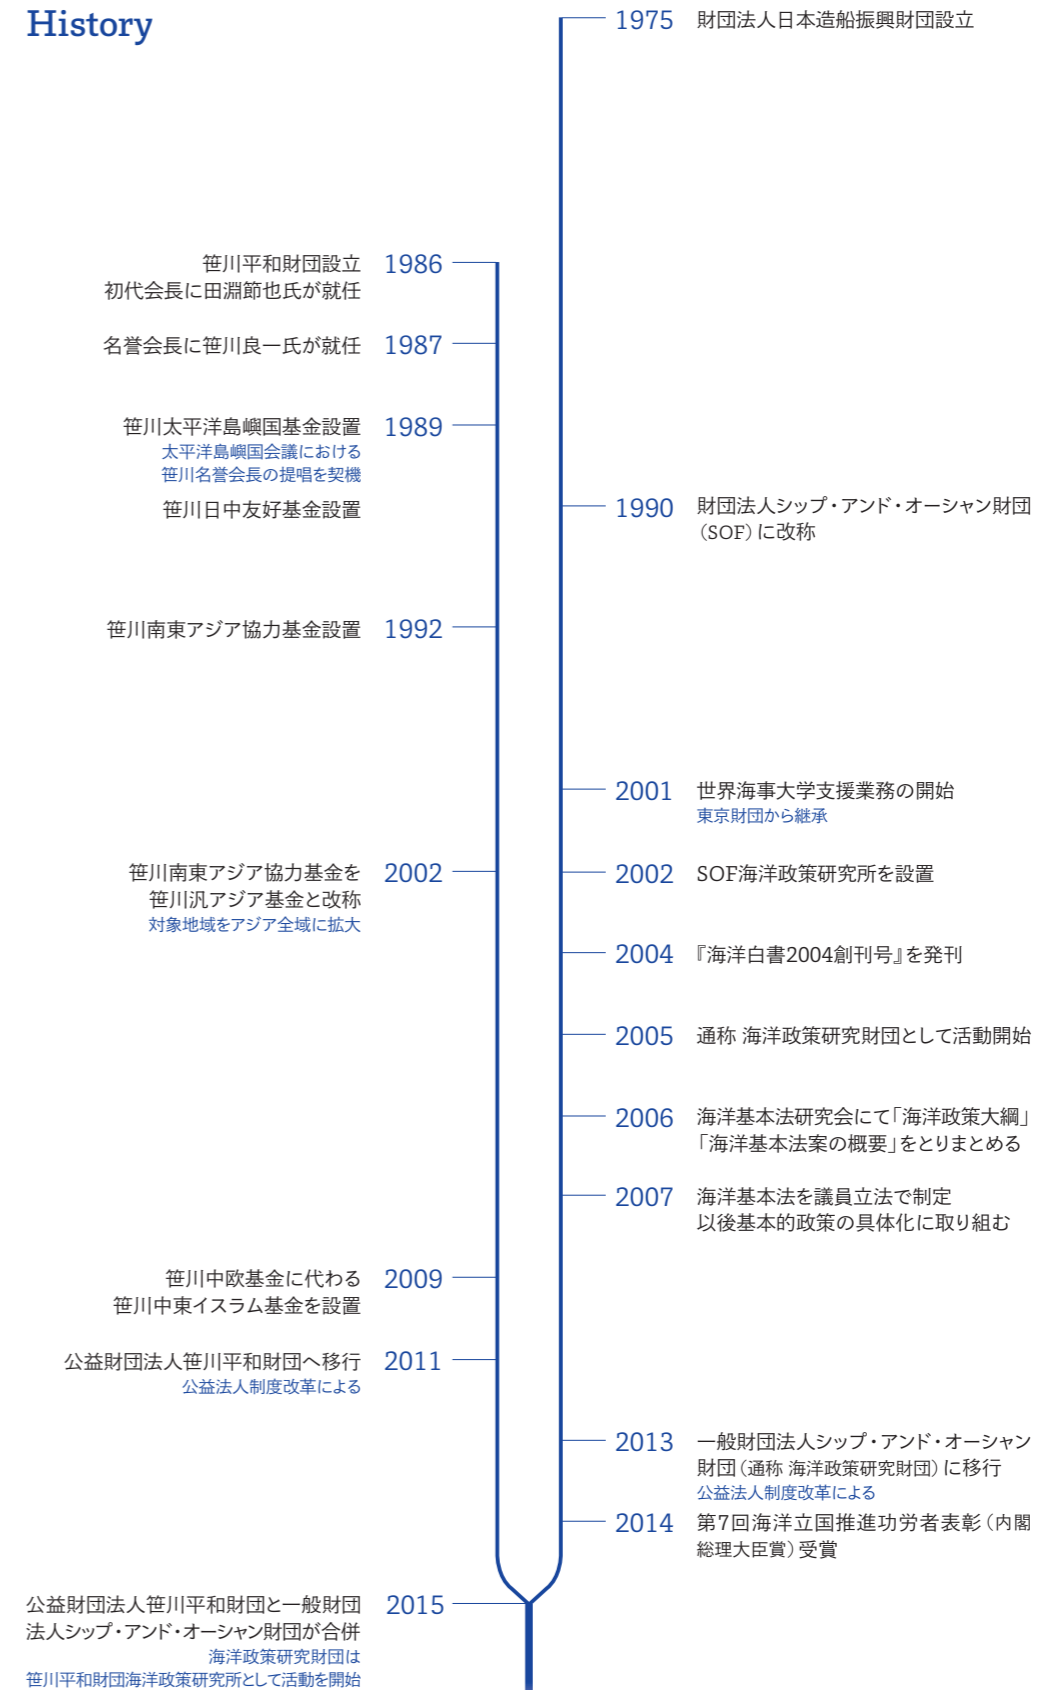 History
1975 財団法人日本造船振興財団設立
笹川平和財団設立 1986
初代会長に田淵節也氏が就任
名誉会長に笹川良一氏が就任 1987
笹川太平洋島嶼国基金設置 1989
太平洋島嶼国会議における
笹川名誉会長の提唱を契機
笹川日中友好基金設置
1990 財団法人シップ・アンド・オーシャン財団
（SOF）に改称
笹川南東アジア協力基金設置 1992
2001 世界海事大学支援業務の開始
東京財団から継承
笹川南東アジア協力基金を 2002
笹川汎アジア基金と改称
対象地域をアジア全域に拡大
2002 SOF海洋政策研究所を設置
2004 『海洋白書2004創刊号』を発刊
2005 通称 海洋政策研究財団として活動開始
2006 海洋基本法研究会にて「海洋政策大綱」
「海洋基本法案の概要」をとりまとめる
2007 海洋基本法を議員立法で制定
以後基本的政策の具体化に取り組む
笹川中欧基金に代わる 2009
笹川中東イスラム基金を設置
公益財団法人笹川平和財団へ移行 2011
公益法人制度改革による
2013 一般財団法人シップ・アンド・オーシャン
財団（通称 海洋政策研究財団）に移行
公益法人制度改革による
2014 第7回海洋立国推進功労者表彰（内閣
総理大臣賞）受賞
公益財団法人笹川平和財団と一般財団 2015
法人シップ・アンド・オーシャン財団が合併
海洋政策研究財団は
笹川平和財団海洋政策研究所として活動を開始